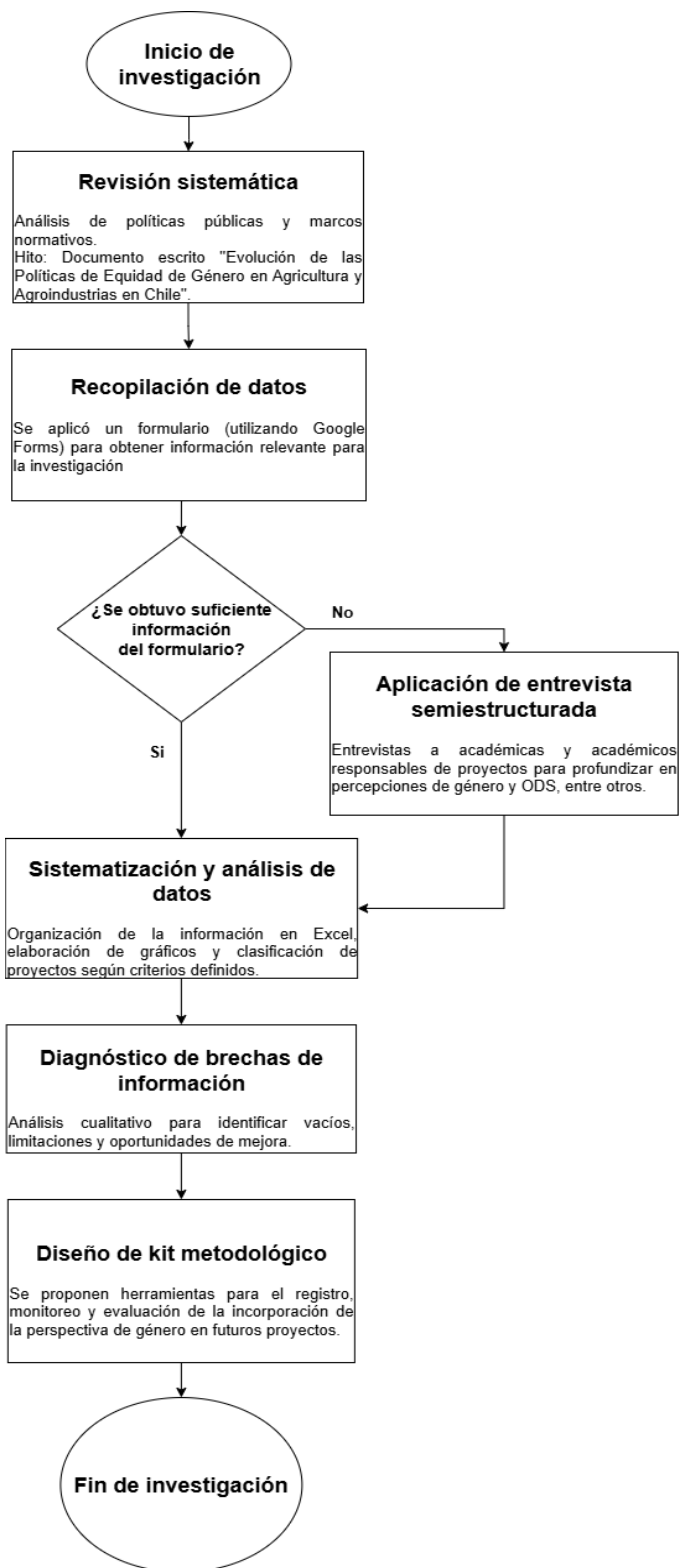 Inicio de
investigación
Revisión sistemática
Análisis de políticas públicas y marcos
normativos.
Hito: Documento escrito "Evolución de las
Políticas de Equidad de Género en Agricultura y
Agroindustrias en Chile".
Recopilación de datos
Se aplicó un formulario (utilizando Google
Forms) para obtener información relevante para
la investigación
¿Se obtuvo suficiente
información
del formulario?
No
Aplicación de entrevista
semiestructurada
Entrevistas a académicas y académicos
responsables de proyectos para profundizar en
percepciones de género y ODS, entre otros.
Si
Sistematización y análisis de
datos
Organización de la información en Excel,
elaboración de gráficos y clasificación de
proyectos según criterios definidos.
Diagnóstico de brechas de
información
Análisis cualitativo para identificar vacíos,
limitaciones y oportunidades de mejora.
Diseño de kit metodológico
Se proponen herramientas para el registro,
monitoreo y evaluación de la incorporación de
la perspectiva de género en futuros proyectos.
Fin de investigación